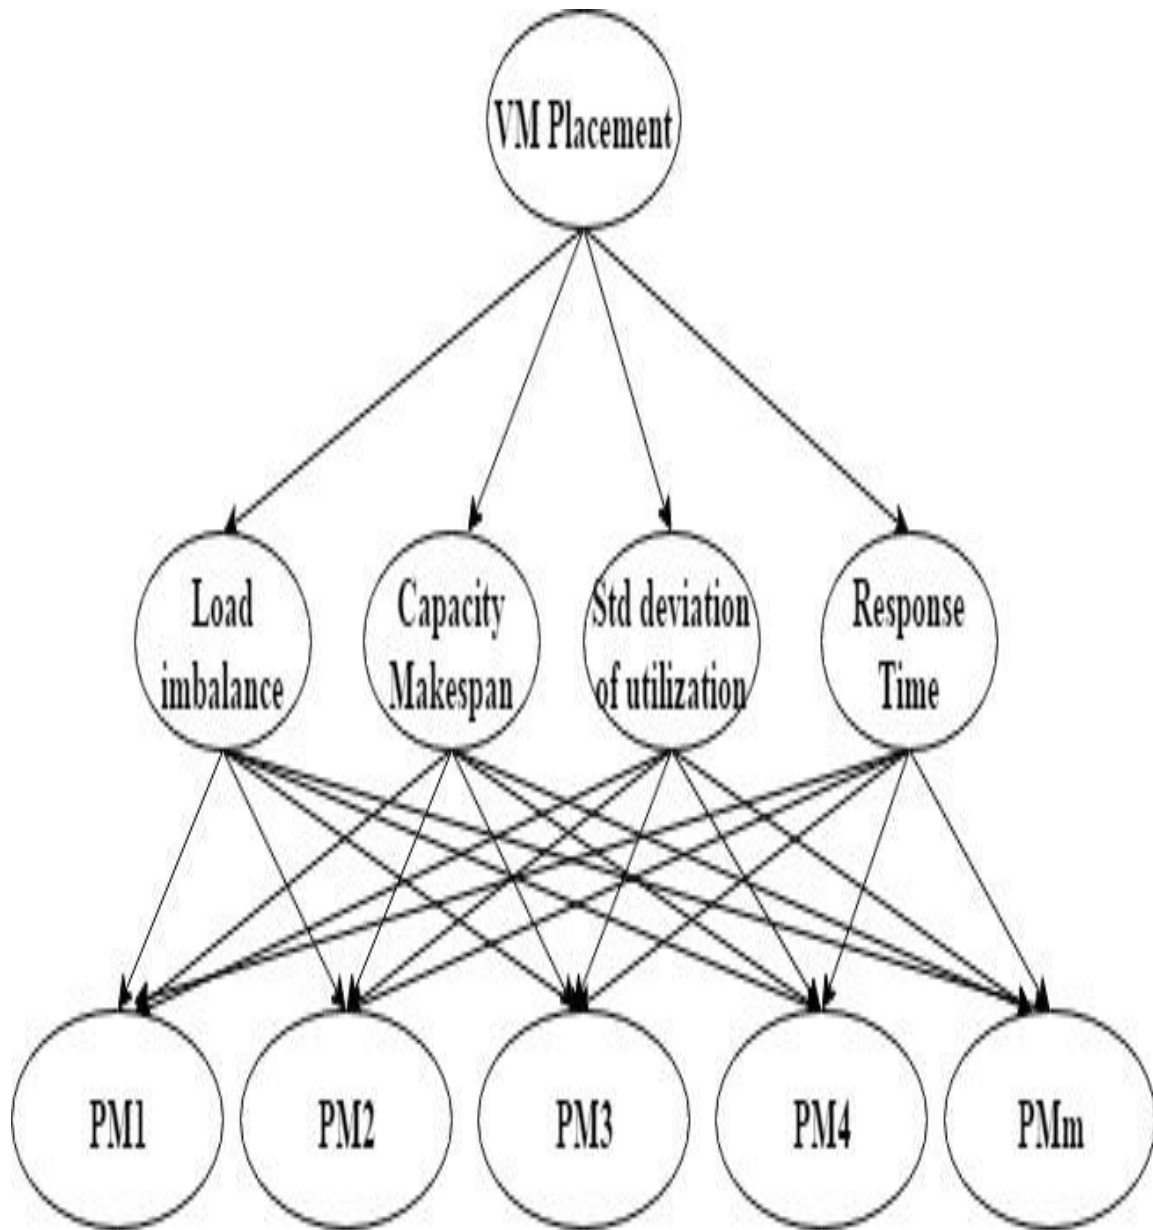 VM Placement
Load
imbalance
Capacity
Makespan
Std deviation
of utilization
Response
Time
PM1
PM2
PM3
PM4
PMm